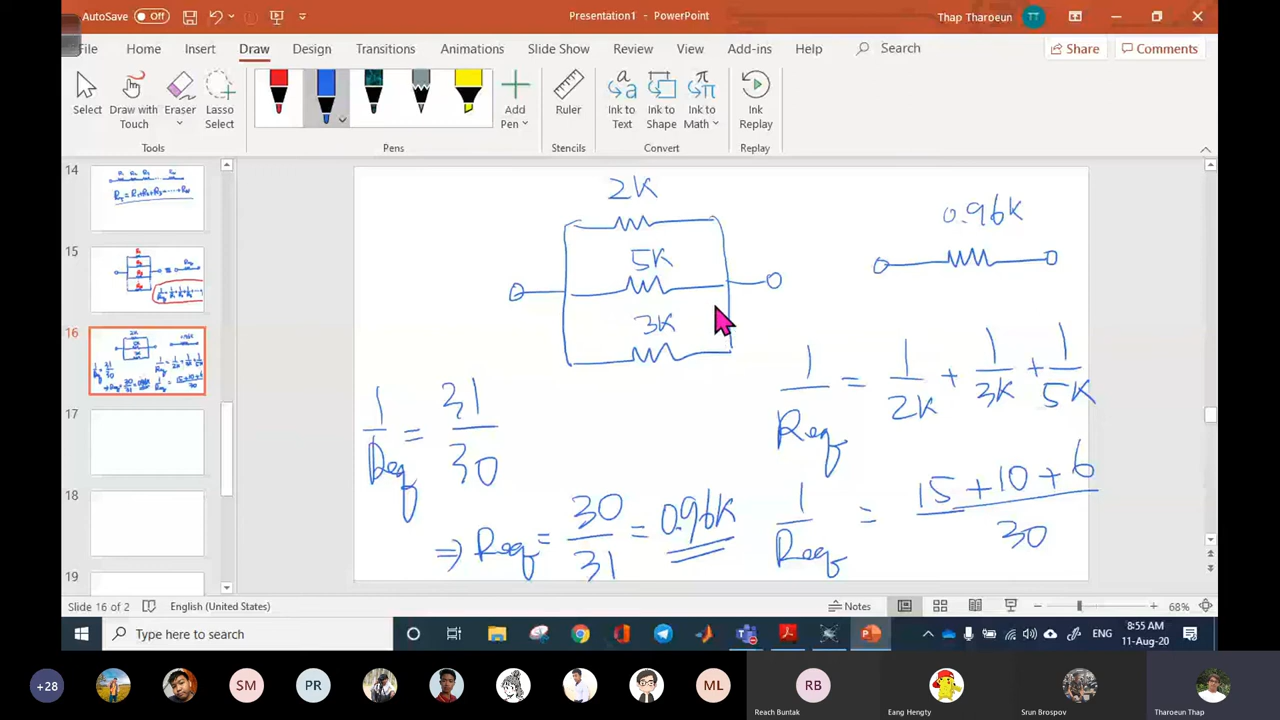 AutoSave Off
Presentation1 - PowerPoint
Thap Tharoeun TT
File Home Insert Draw Design Transitions Animations Slide Show Review View Add-ins Help Search Share Comments
Select
Draw with Touch
Eraser
Lasso Select
Add Pen
Ruler
Ink to Text
Ink to Shape
Ink to Math
Ink Replay
Tools Pens Stencils Convert Replay
14
15
16
17
18
19
2K
5K
3K
0.96K
1/Req = 1/2K + 1/3K + 1/5K
1/Req = (15 + 10 + 6)/30
1/Req = 31/30
⇒ Req = 30/31 = 0.96K
Slide 16 of 2 English (United States) Notes 68%
Type here to search
ENG
8:55 AM
11-Aug-20
+28 SM PR ML RB
Reach Buntak
Eang Hengty
Srun Brospov
Tharoeun Thap